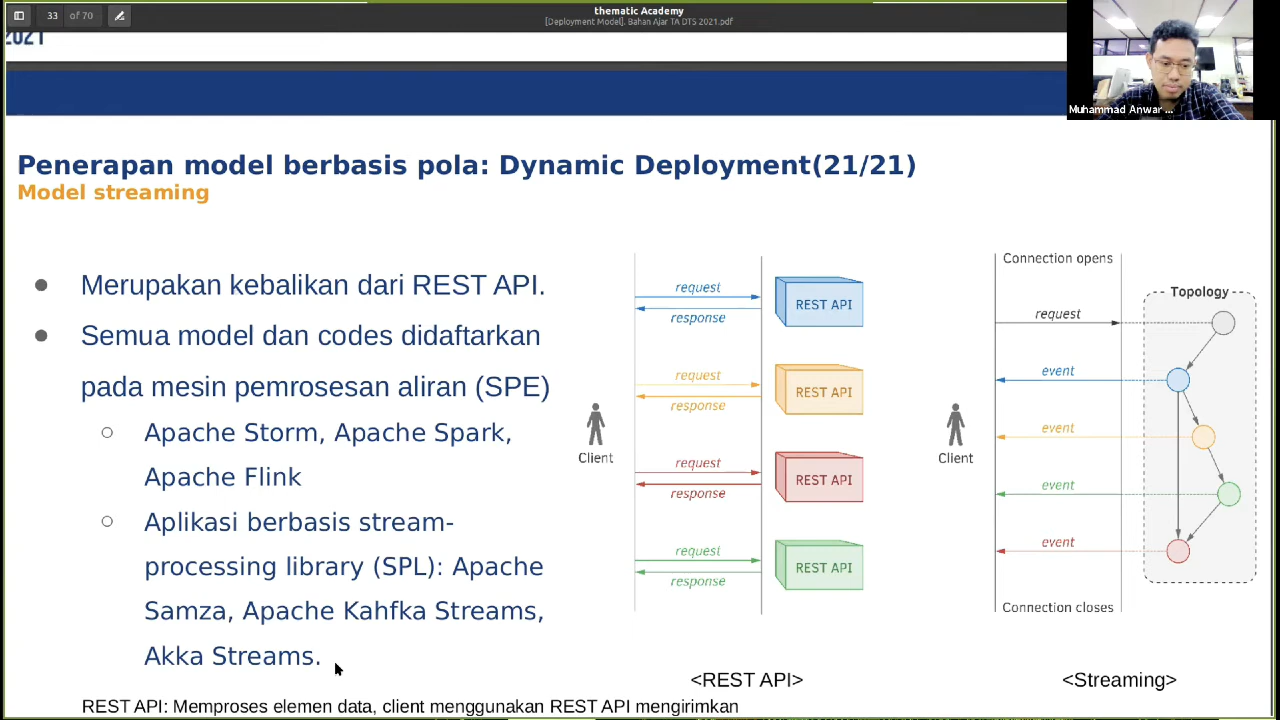 33 of 70
thematic Academy
[Deployment Model]. Bahan Ajar TA DTS 2021.pdf
2021
Muhammad Anwar ...
Penerapan model berbasis pola: Dynamic Deployment(21/21)
Model streaming
● Merupakan kebalikan dari REST API.
● Semua model dan codes didaftarkan
pada mesin pemrosesan aliran (SPE)
○ Apache Storm, Apache Spark,
Apache Flink
○ Aplikasi berbasis stream-
processing library (SPL): Apache
Samza, Apache Kahfka Streams,
Akka Streams.
request
response
REST API
request
response
REST API
request
response
REST API
request
response
REST API
Client
<REST API>
Connection opens
Topology
request
event
event
event
event
Client
Connection closes
<Streaming>
REST API: Memproses elemen data, client menggunakan REST API mengirimkan